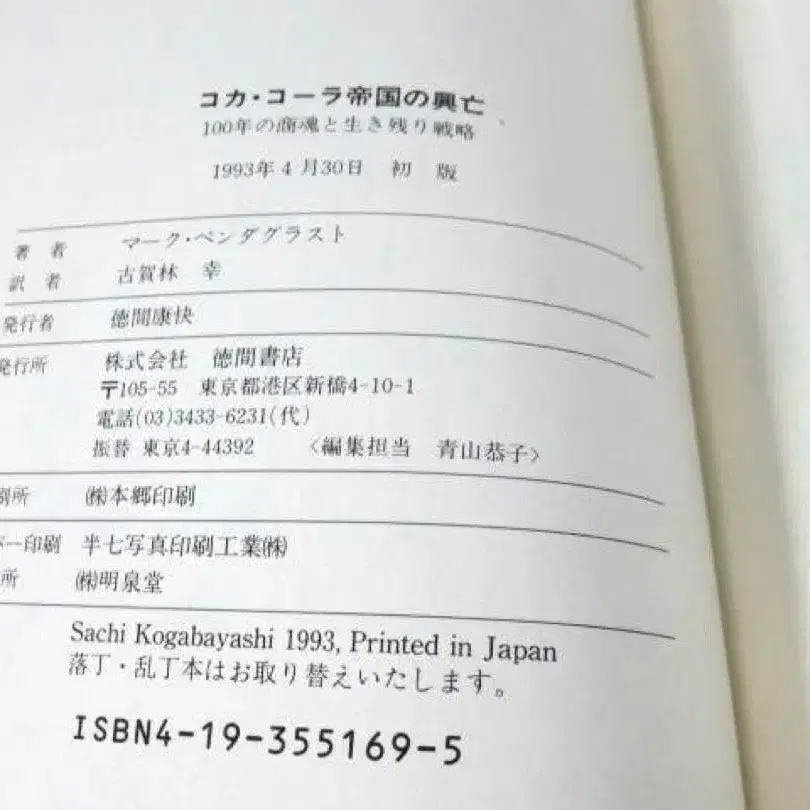 コカ・コーラ帝国の興亡
100年の商魂と生き残り戦略
1993年4月30日 初 版
著 者 マーク・ペンダグラスト
訳 者 古賀林 幸
発行者 徳間康快
発行所 株式会社 徳間書店
〒105-55 東京都港区新橋4-10-1
電話(03)3433-6231(代)
振替 東京4-44392 〈編集担当 青山恭子〉
刷所 ㈱本郷印刷
バー印刷 半七写真印刷工業㈱
所 ㈱明泉堂
Sachi Kogabayashi 1993, Printed in Japan
落丁・乱丁本はお取り替えいたします。
ISBN4-19-355169-5